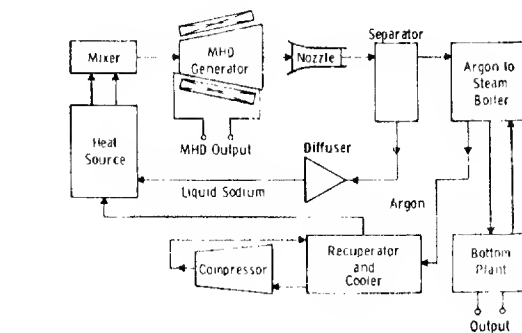 Mixer
MHD
Generator
Nozzle
Separator
Argon to
Steam
Boiler
Heat
Source
MHD Output
Diffuser
Liquid Sodium
Argon
Compressor
Recuperator
and
Cooler
Bottom
Plant
Output